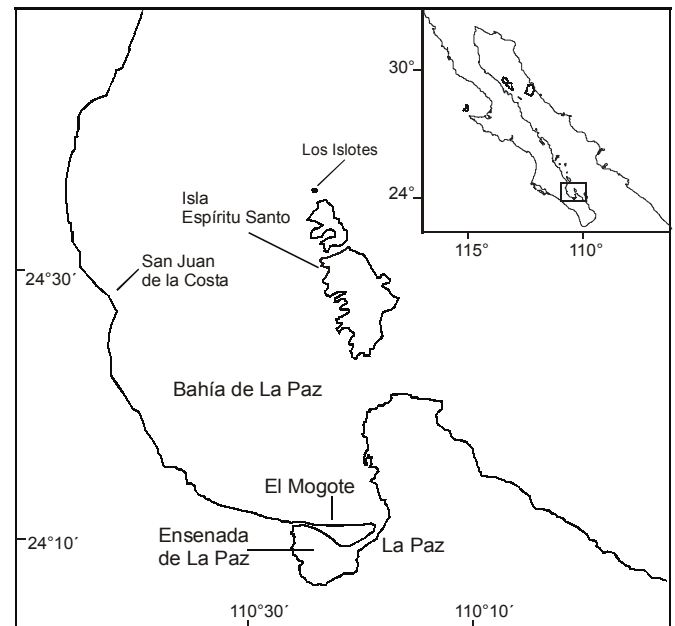 30°
24°
115°
110°
Los Islotes
Isla
Espíritu Santo
San Juan
de la Costa
24°30´
Bahía de La Paz
El Mogote
Ensenada
de La Paz
La Paz
24°10´
110°30´
110°10´